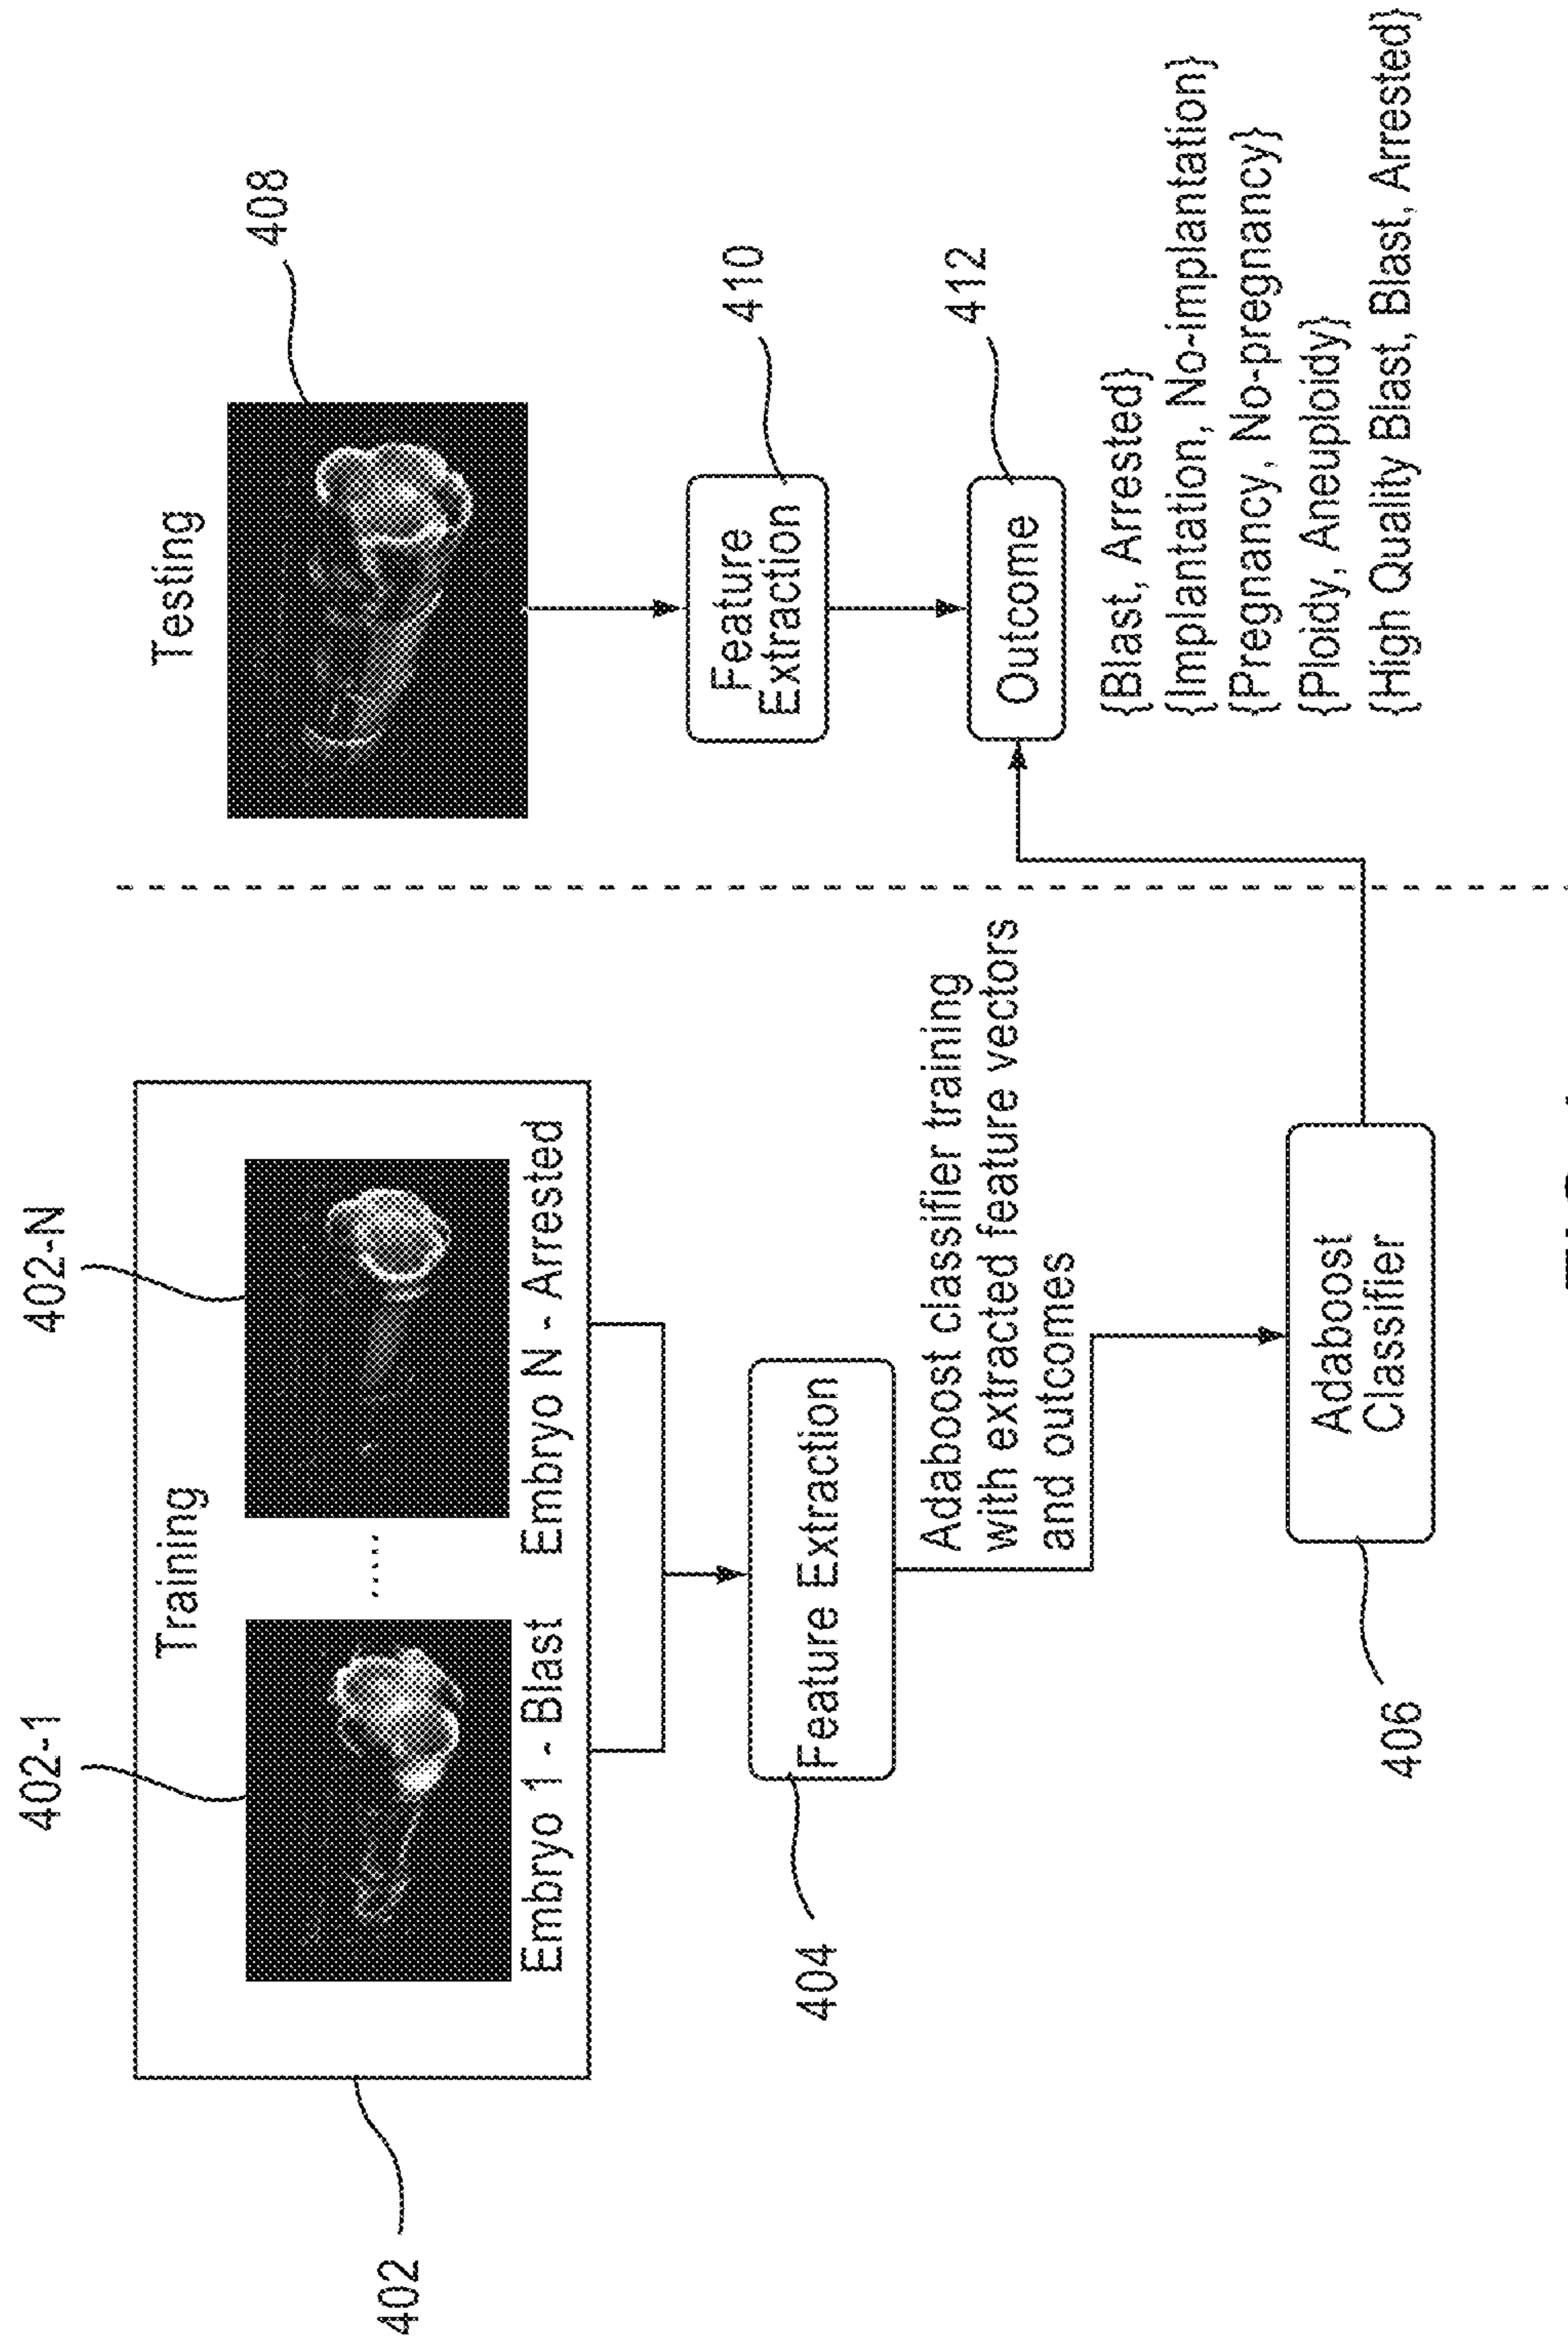 402-1
402-N
Training
.....
Embryo 1 - Blast
Embryo N - Arrested
402
Feature Extraction
404
Adaboost classifier training
with extracted feature vectors
and outcomes
Adaboost
Classifier
406
Testing
408
Feature
Extraction
410
Outcome
412
{Blast, Arrested}
{Implantation, No-implantation}
{Pregnancy, No-pregnancy}
{Ploidy, Aneuploidy}
{High Quality Blast, Blast, Arrested}